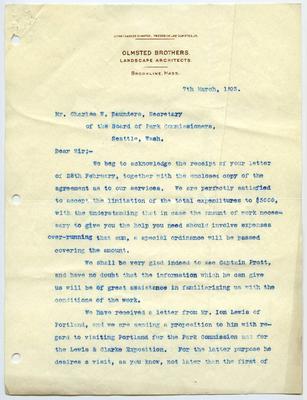 JOHN CHARLES OLMSTED. FREDERICK LAW OLMSTED, JR.
OLMSTED BROTHERS,
LANDSCAPE ARCHITECTS.
BROOKLINE, MASS.
7th March, 1903.
Mr. Charles W. Saunders, Secretary
of the Board of Park Commissioners,
Seattle, Wash.
Dear Sir;-
We beg to acknowledge the receipt of your letter
of 28th February, together with the enclosed copy of the
agreement as to our services. We are perfectly satisfied
to accept the limitation of the total expenditures to $3000,
with the understanding that in case the amount of work neces-
sary to give you the help you need should involve expenses
over-running that sum, a special ordinance will be passed
covering the amount.
We shall be very glad indeed to see Captain Pratt,
and have no doubt that the information which he can give
us will be of great assistance in familiarizing us with the
conditions of the work.
We have received a letter from Mr. Ion Lewis of
Portland, and we are sending a proposition to him with re-
gard to visiting Portland for the Park Commission and for
the Lewis & Clarke Exposition. For the latter purpose he
desires a visit, as you know, not later than the first of